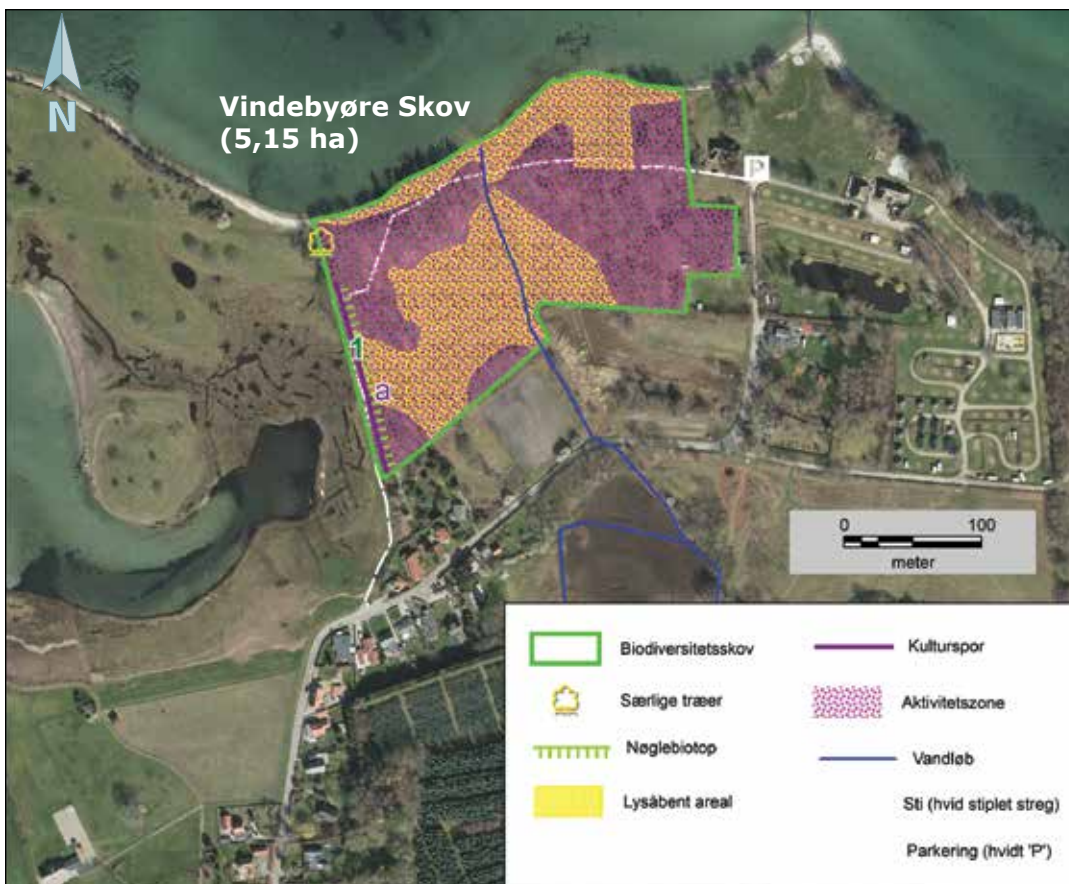 N
Vindebyøre Skov
(5,15 ha)
P
1
a
0 100
meter
Biodiversitetsskov
Særlige træer
Nøglebiotop
Lysåbent areal
Kulturspor
Aktivitetszone
Vandløb
Sti (hvid stiplet streg)
Parkering (hvidt 'P')